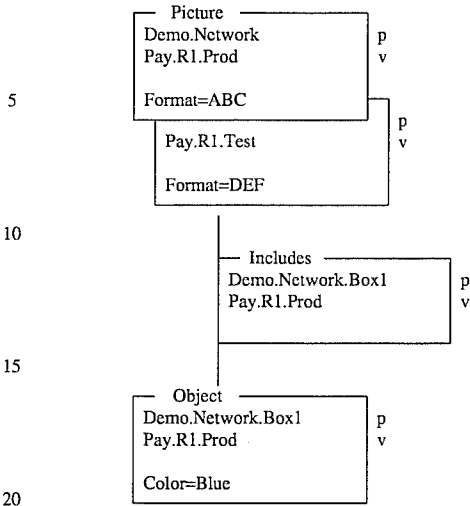 Picture
Demo.Network p
Pay.R1.Prod v
5 Format=ABC
p
Pay.R1.Test v
Format=DEF
10
Includes
Demo.Network.Box1 p
Pay.R1.Prod v
15
Object
Demo.Network.Box1 p
Pay.R1.Prod v
Color=Blue
20